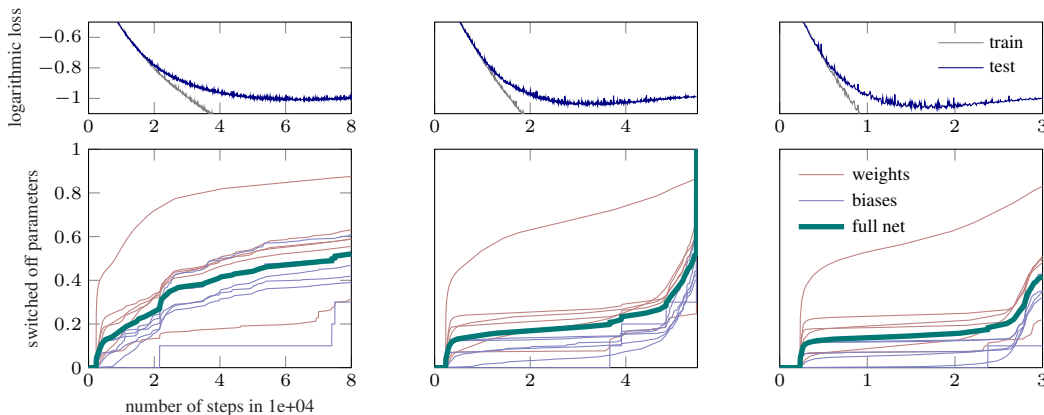 logarithmic loss
−0.6
−0.8
−1
0 2 4 6 8
0 2 4
0 1 2 3
train
test
switched off parameters
1
0.8
0.6
0.4
0.2
0
0 2 4 6 8
0 2 4
0 1 2 3
weights
biases
full net
number of steps in 1e+04